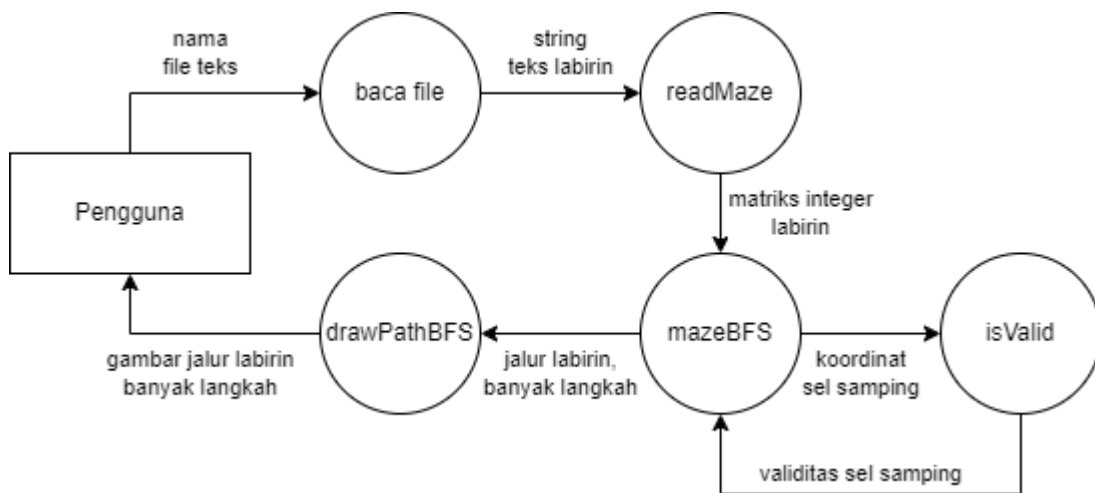 nama
file teks
baca file
string
teks labirin
readMaze
Pengguna
matriks integer
labirin
drawPathBFS
mazeBFS
isValid
gambar jalur labirin
banyak langkah
jalur labirin,
banyak langkah
koordinat
sel samping
validitas sel samping